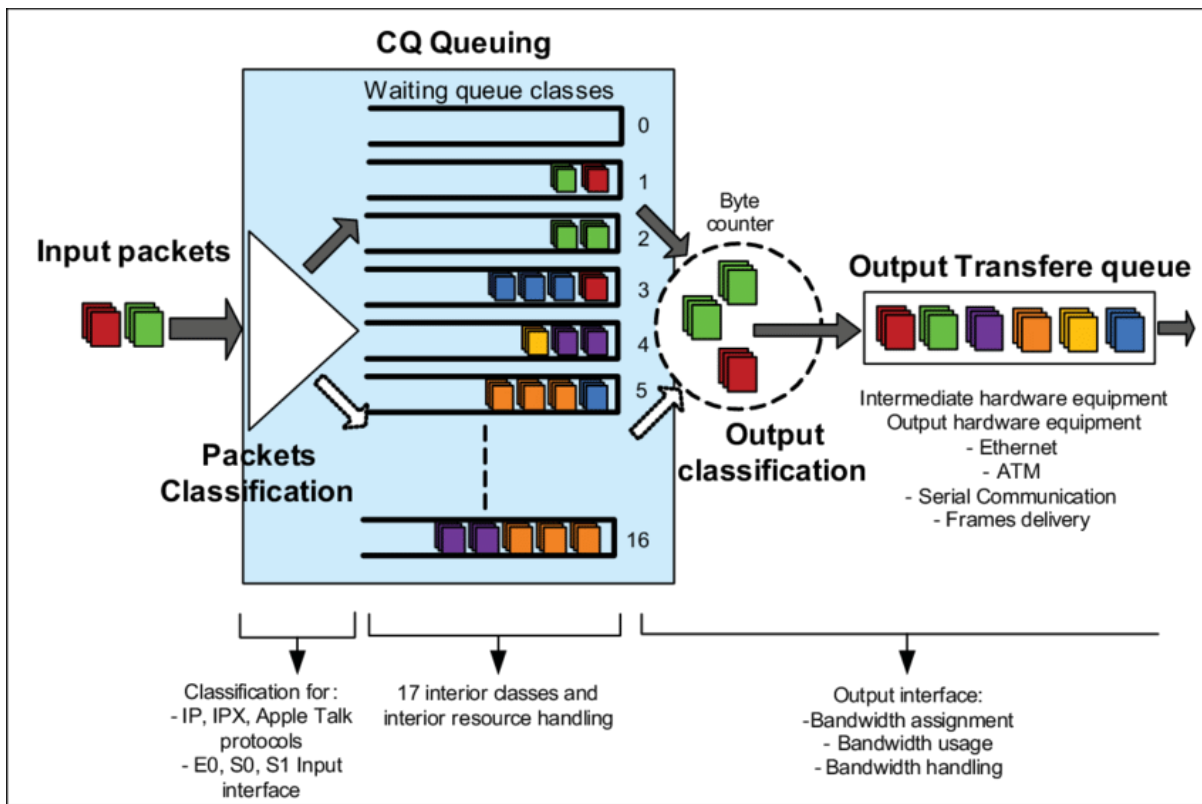 CQ Queuing
Waiting queue classes
0
1
2
3
4
5
16
Input packets
Packets
Classification
Byte
counter
Output
classification
Output Transfere queue
Intermediate hardware equipment
Output hardware equipment
- Ethernet
- ATM
- Serial Communication
- Frames delivery
Classification for:
- IP, IPX, Apple Talk
protocols
- E0, S0, S1 Input
interface
17 interior classes and
interior resource handling
Output interface:
-Bandwidth assignment
- Bandwidth usage
- Bandwidth handling